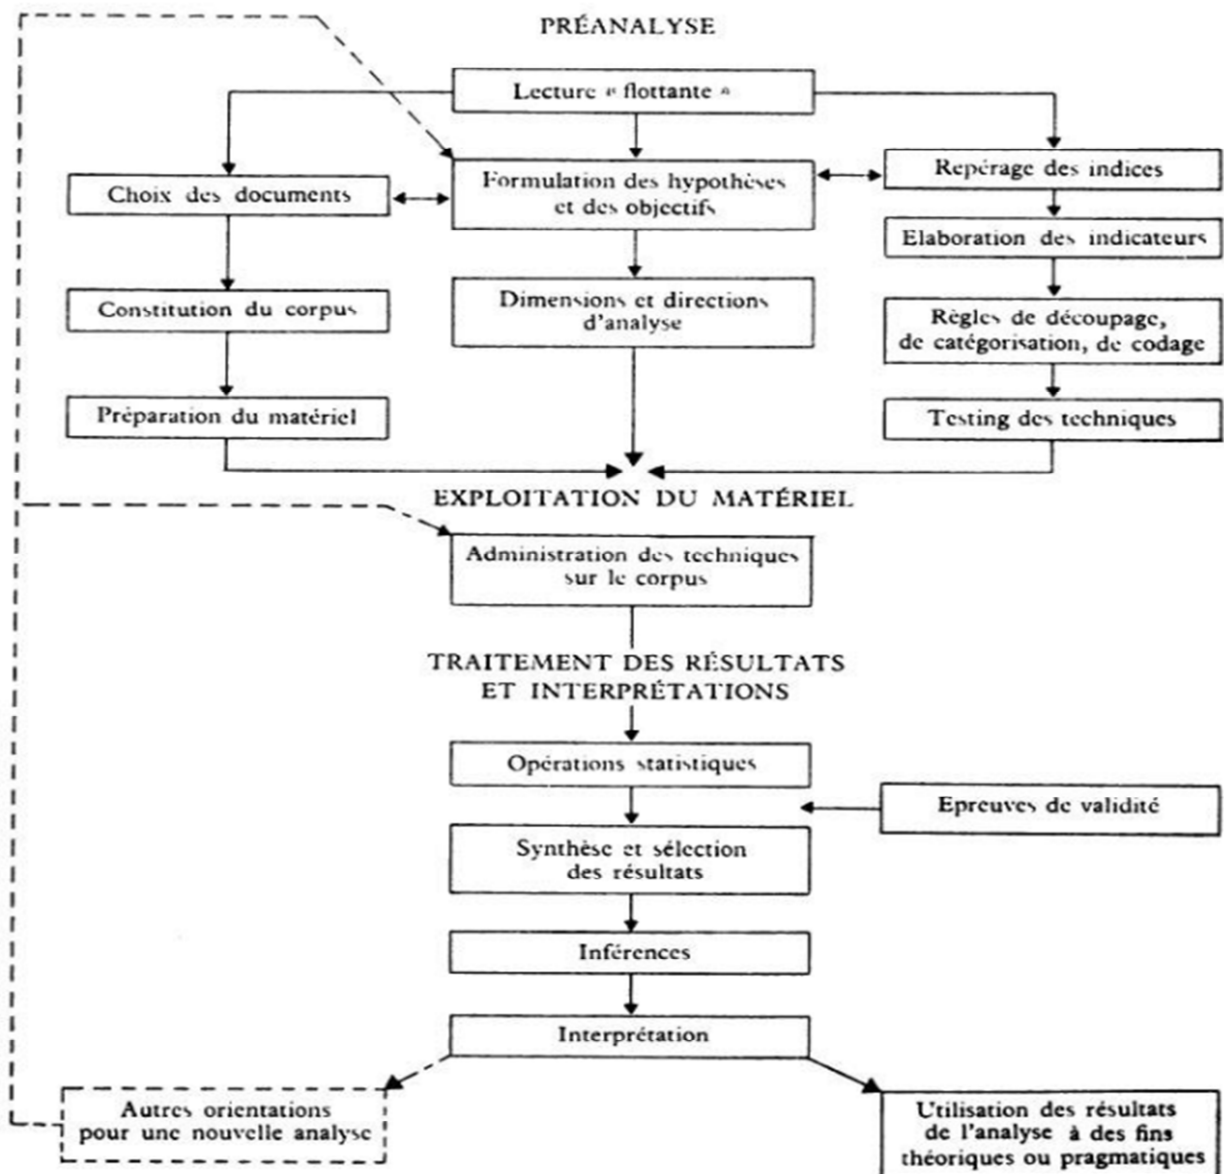 PRÉANALYSE
Lecture « flottante »
Choix des documents
Formulation des hypothèses
et des objectifs
Repérage des indices
Elaboration des indicateurs
Constitution du corpus
Dimensions et directions
d'analyse
Règles de découpage,
de catégorisation, de codage
Préparation du matériel
Testing des techniques
EXPLOITATION DU MATÉRIEL
Administration des techniques
sur le corpus
TRAITEMENT DES RÉSULTATS
ET INTERPRÉTATIONS
Opérations statistiques
Epreuves de validité
Synthèse et sélection
des résultats
Inférences
Interprétation
Autres orientations
pour une nouvelle analyse
Utilisation des résultats
de l'analyse à des fins
théoriques ou pragmatiques